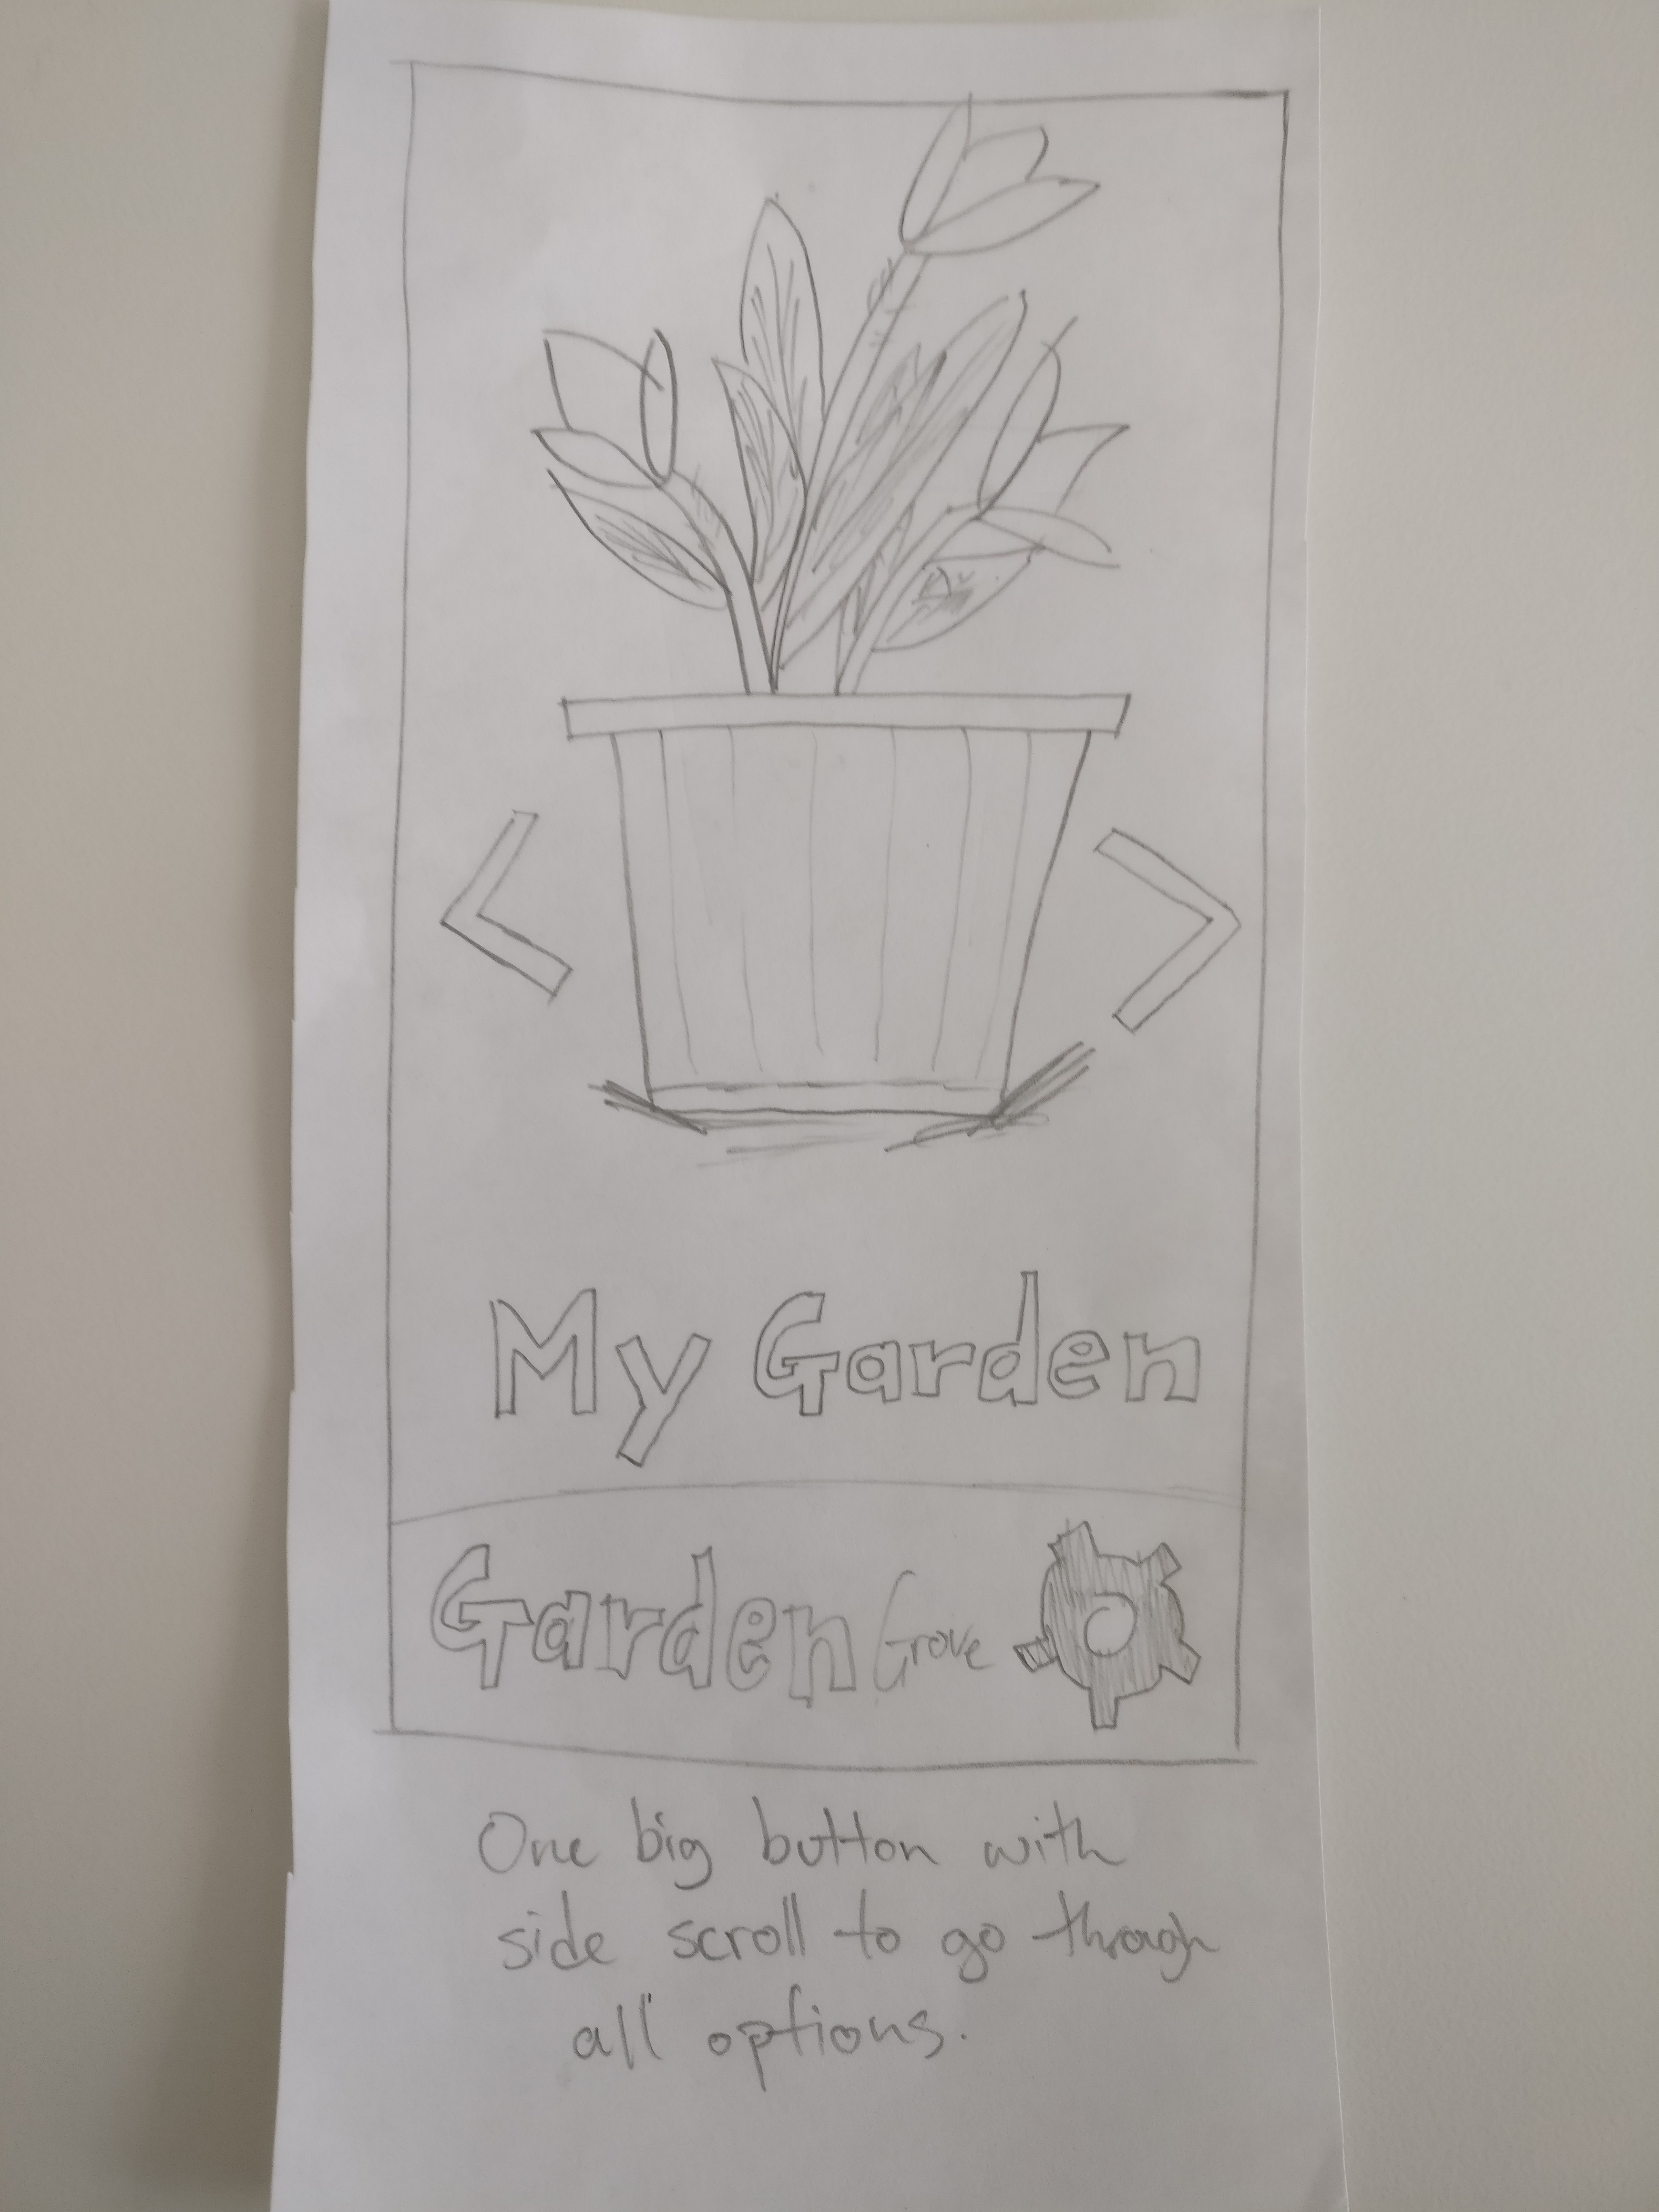 My Garden
Garden Grove
One big button with
side scroll to go through
all options.